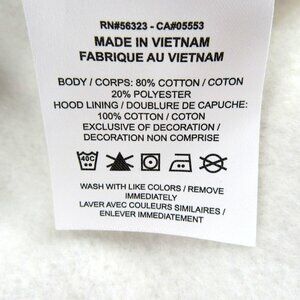 RN#56323 - CA#05553
MADE IN VIETNAM
FABRIQUE AU VIETNAM
BODY / CORPS: 80% COTTON / COTON
20% POLYESTER
HOOD LINING / DOUBLURE DE CAPUCHE:
100% COTTON / COTON
EXCLUSIVE OF DECORATION /
DECORATION NON COMPRISE
40C
WASH WITH LIKE COLORS / REMOVE
IMMEDIATELY
LAVER AVEC COULEURS SIMILAIRES /
ENLEVER IMMEDIATEMENT